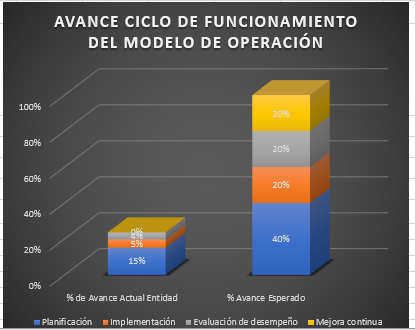 AVANCE CICLO DE FUNCIONAMIENTO
DEL MODELO DE OPERACIÓN
100%
80%
60%
40%
20%
0%
0%
4%
5%
15%
20%
20%
20%
40%
% de Avance Actual Entidad
% Avance Esperado
Planificación
Implementación
Evaluación de desempeño
Mejora continua